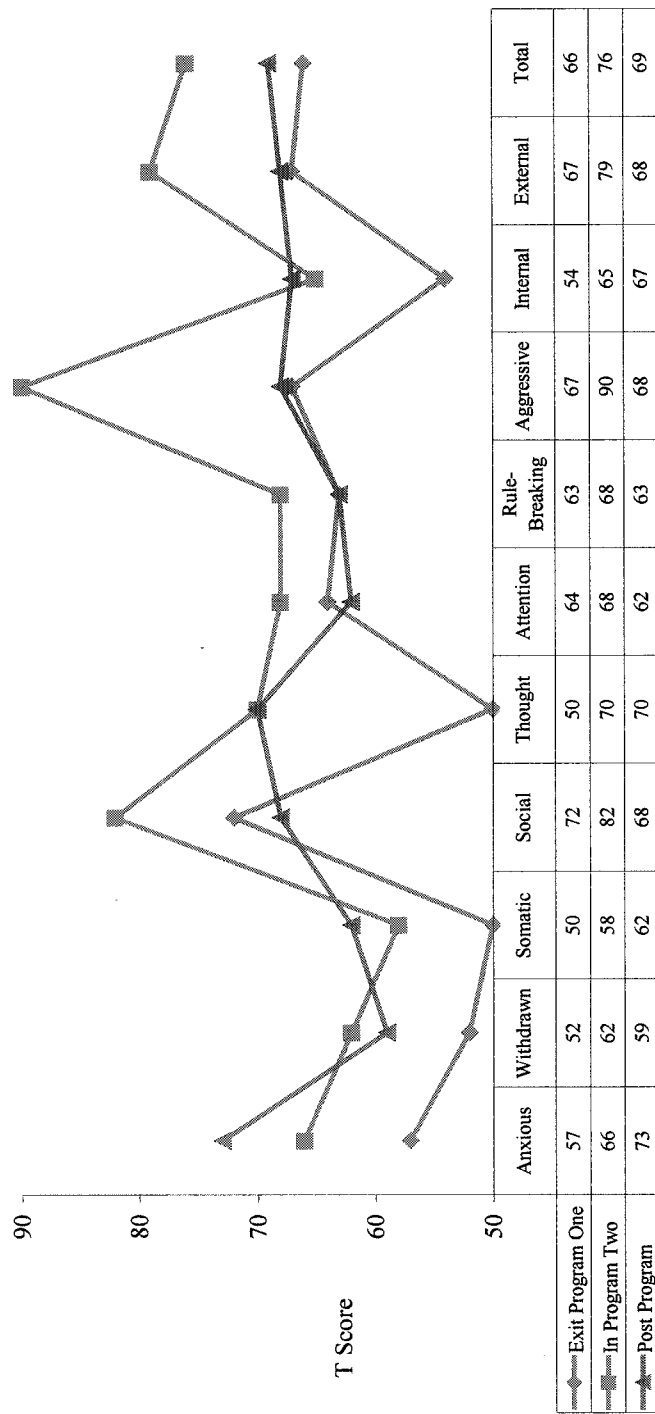 90
80
70
60
50
T Score
Anxious Withdrawn Somatic Social Thought Attention Rule-Breaking Aggressive Internal External Total
Exit Program One 57 52 50 72 50 64 63 67 54 67 66
In Program Two 66 62 58 82 70 68 68 90 65 79 76
Post Program 73 59 62 68 70 62 63 68 67 68 69